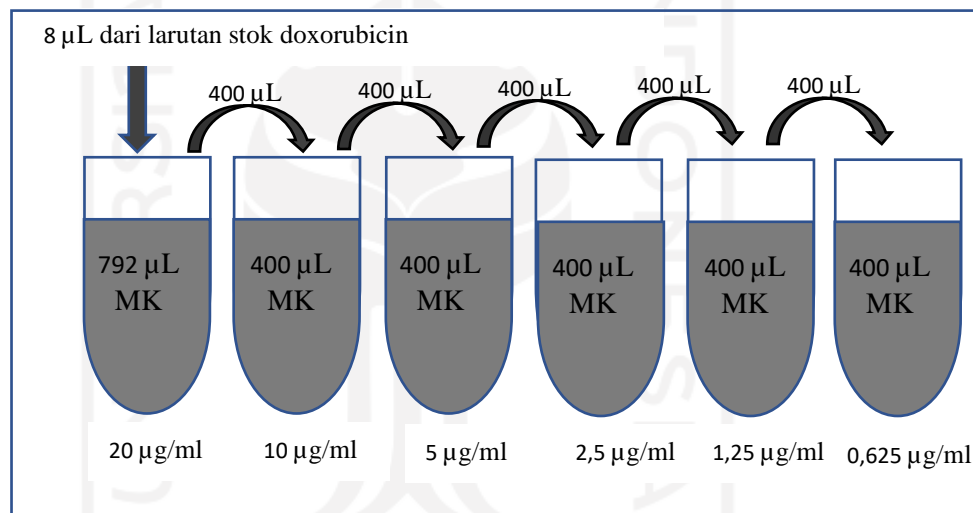 8 µL dari larutan stok doxorubicin
400 µL
400 µL
400 µL
400 µL
400 µL
792 µL
MK
400 µL
MK
400 µL
MK
400 µL
MK
400 µL
MK
400 µL
MK
20 µg/ml
10 µg/ml
5 µg/ml
2,5 µg/ml
1,25 µg/ml
0,625 µg/ml